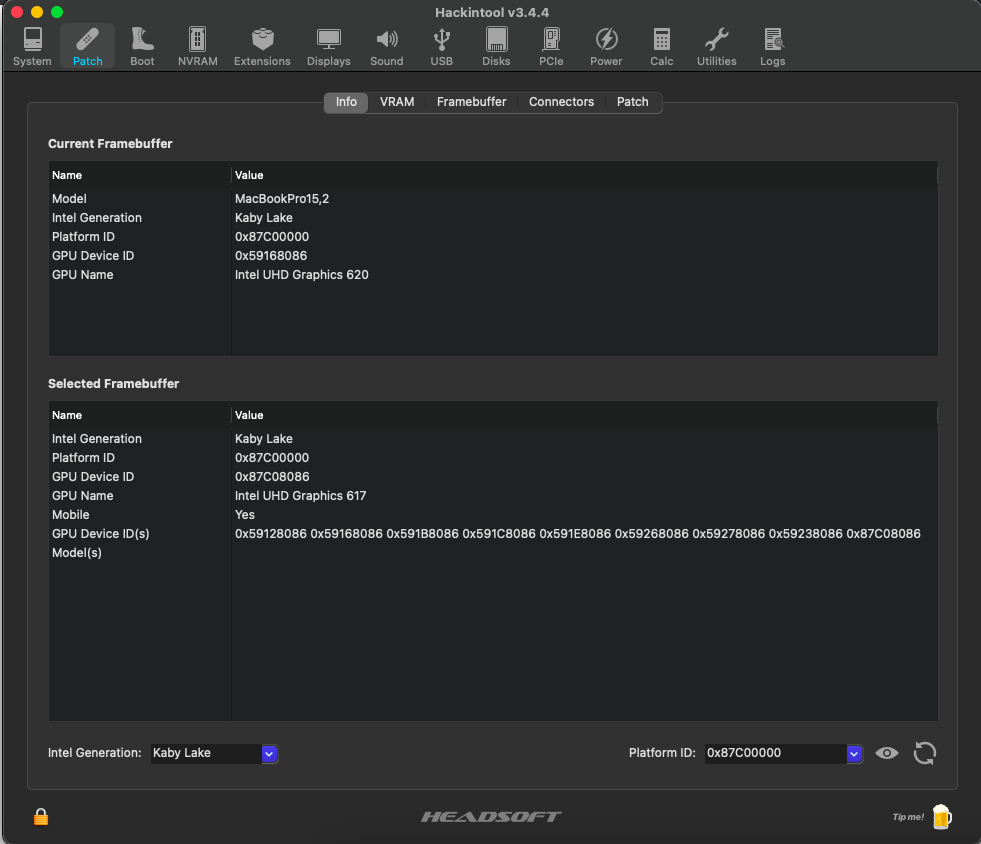 Hackintool v3.4.4
System Patch Boot NVRAM Extensions Displays Sound USB Disks PCIe Power Calc Utilities Logs
Info VRAM Framebuffer Connectors Patch
Current Framebuffer
Name Value
Model MacBookPro15,2
Intel Generation Kaby Lake
Platform ID 0x87C00000
GPU Device ID 0x59168086
GPU Name Intel UHD Graphics 620
Selected Framebuffer
Name Value
Intel Generation Kaby Lake
Platform ID 0x87C00000
GPU Device ID 0x87C08086
GPU Name Intel UHD Graphics 617
Mobile Yes
GPU Device ID(s) 0x59128086 0x59168086 0x591B8086 0x591C8086 0x591E8086 0x59268086 0x59278086 0x59238086 0x87C08086
Model(s)
Intel Generation: Kaby Lake Platform ID: 0x87C00000
HEADSOFT Tip me!